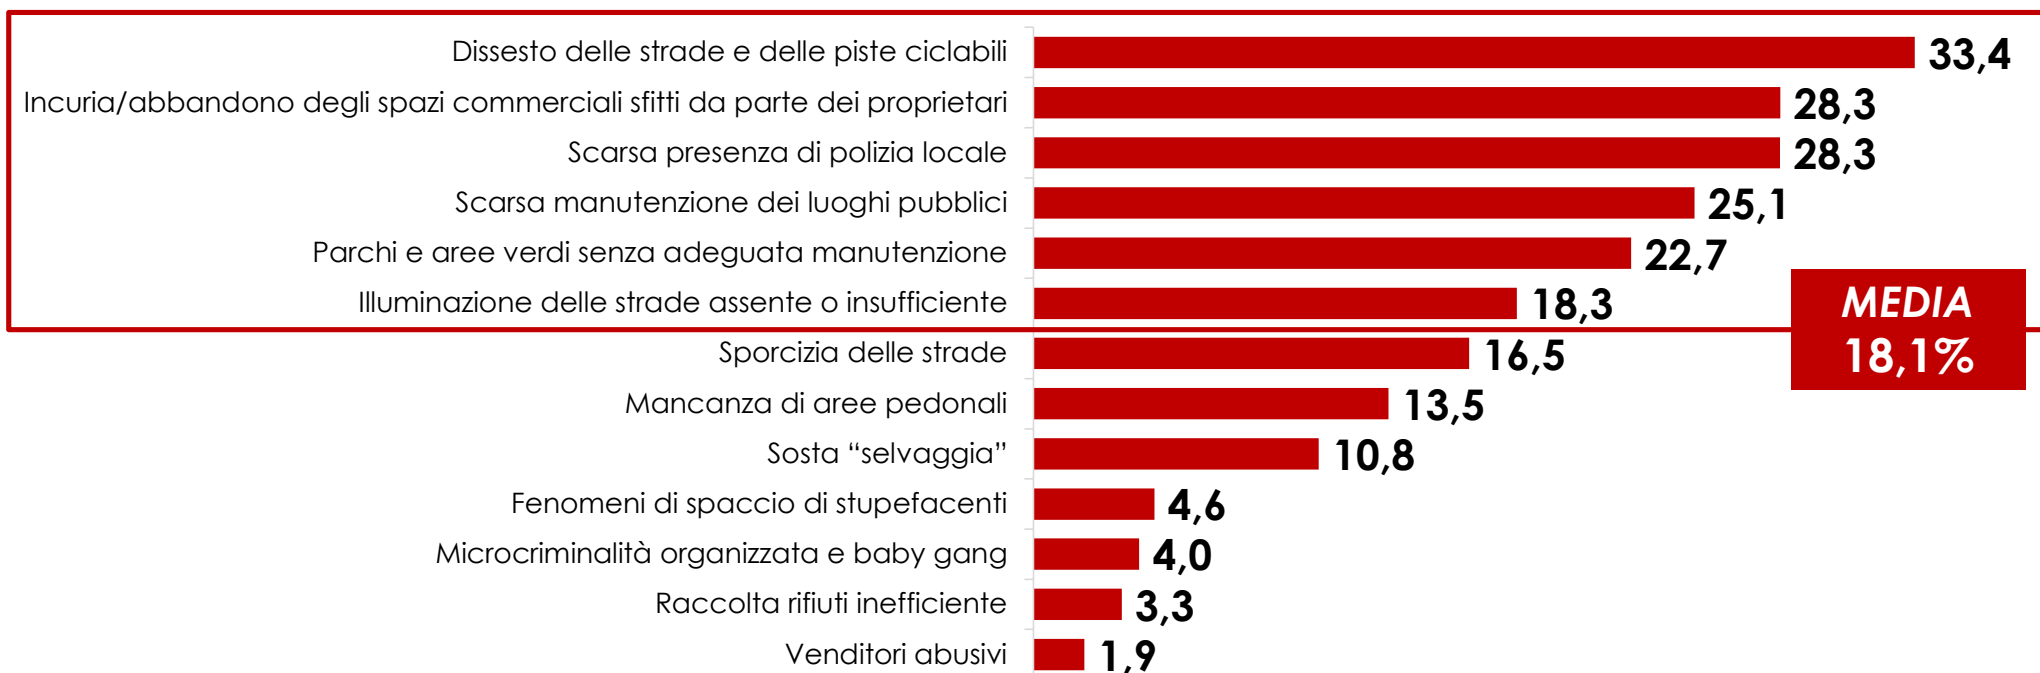 Dissesto delle strade e delle piste ciclabili 33,4
Incuria/abbandono degli spazi commerciali sfitti da parte dei proprietari 28,3
Scarsa presenza di polizia locale 28,3
Scarsa manutenzione dei luoghi pubblici 25,1
Parchi e aree verdi senza adeguata manutenzione 22,7
Illuminazione delle strade assente o insufficiente 18,3
MEDIA
18,1%
Sporcizia delle strade 16,5
Mancanza di aree pedonali 13,5
Sosta “selvaggia” 10,8
Fenomeni di spaccio di stupefacenti 4,6
Microcriminalità organizzata e baby gang 4,0
Raccolta rifiuti inefficiente 3,3
Venditori abusivi 1,9